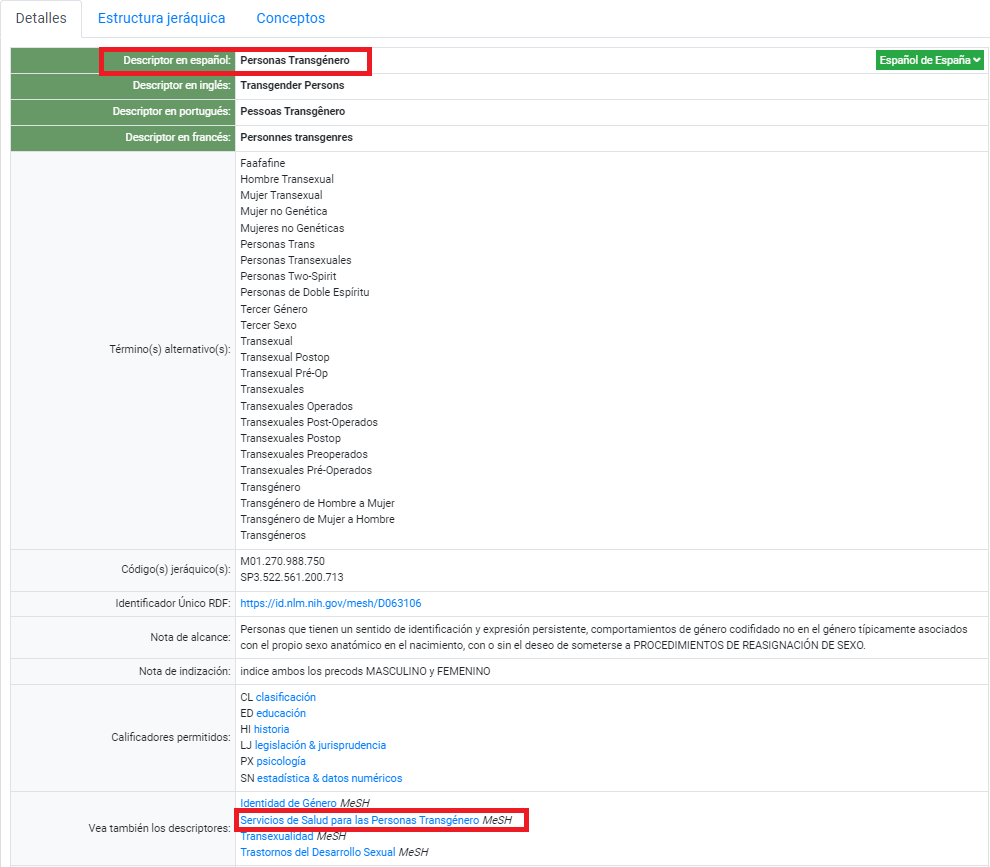 Detalles
Estructura jeráquica
Conceptos
Descriptor en español: Personas Transgénero
Español de España
Descriptor en inglés: Transgender Persons
Descriptor en portugués: Pessoas Transgênero
Descriptor en francés: Personnes transgenres
Término(s) alternativo(s):
Faafafine
Hombre Transexual
Mujer Transexual
Mujer no Genética
Mujeres no Genéticas
Personas Trans
Personas Transexuales
Personas Two-Spirit
Personas de Doble Espíritu
Tercer Género
Tercer Sexo
Transexual
Transexual Postop
Transexual Pré-Op
Transexuales
Transexuales Operados
Transexuales Post-Operados
Transexuales Postop
Transexuales Preoperados
Transexuales Pré-Operados
Transgénero
Transgénero de Hombre a Mujer
Transgénero de Mujer a Hombre
Transgéneros
Código(s) jeráquico(s):
M01.270.988.750
SP3.522.561.200.713
Identificador Único RDF: https://id.nlm.nih.gov/mesh/D063106
Nota de alcance:
Personas que tienen un sentido de identificación y expresión persistente, comportamientos de género codifidado no en el género típicamente asociados
con el propio sexo anatómico en el nacimiento, con o sin el deseo de someterse a PROCEDIMIENTOS DE REASIGNACIÓN DE SEXO.
Nota de indización: indice ambos los precods MASCULINO y FEMENINO
Calificadores permitidos:
CL clasificación
ED educación
HI historia
LJ legislación & jurisprudencia
PX psicología
SN estadística & datos numéricos
Vea también los descriptores:
Identidad de Género MeSH
Servicios de Salud para las Personas Transgénero MeSH
Transexualidad MeSH
Trastornos del Desarrollo Sexual MeSH